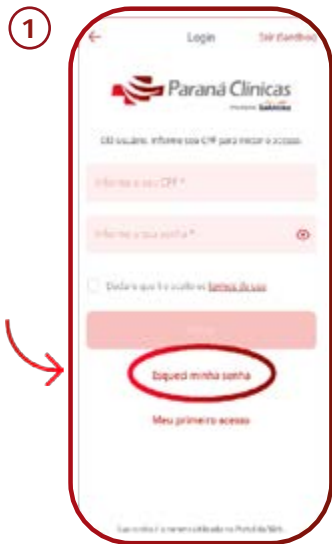 1
Login
Paraná Clínicas
Olá usuário, informe seu CPF para iniciar o acesso.
Informe o seu CPF *
Informe a sua senha *
Declaro que li e aceito os termos de uso
Esqueci minha senha
Meu primeiro acesso